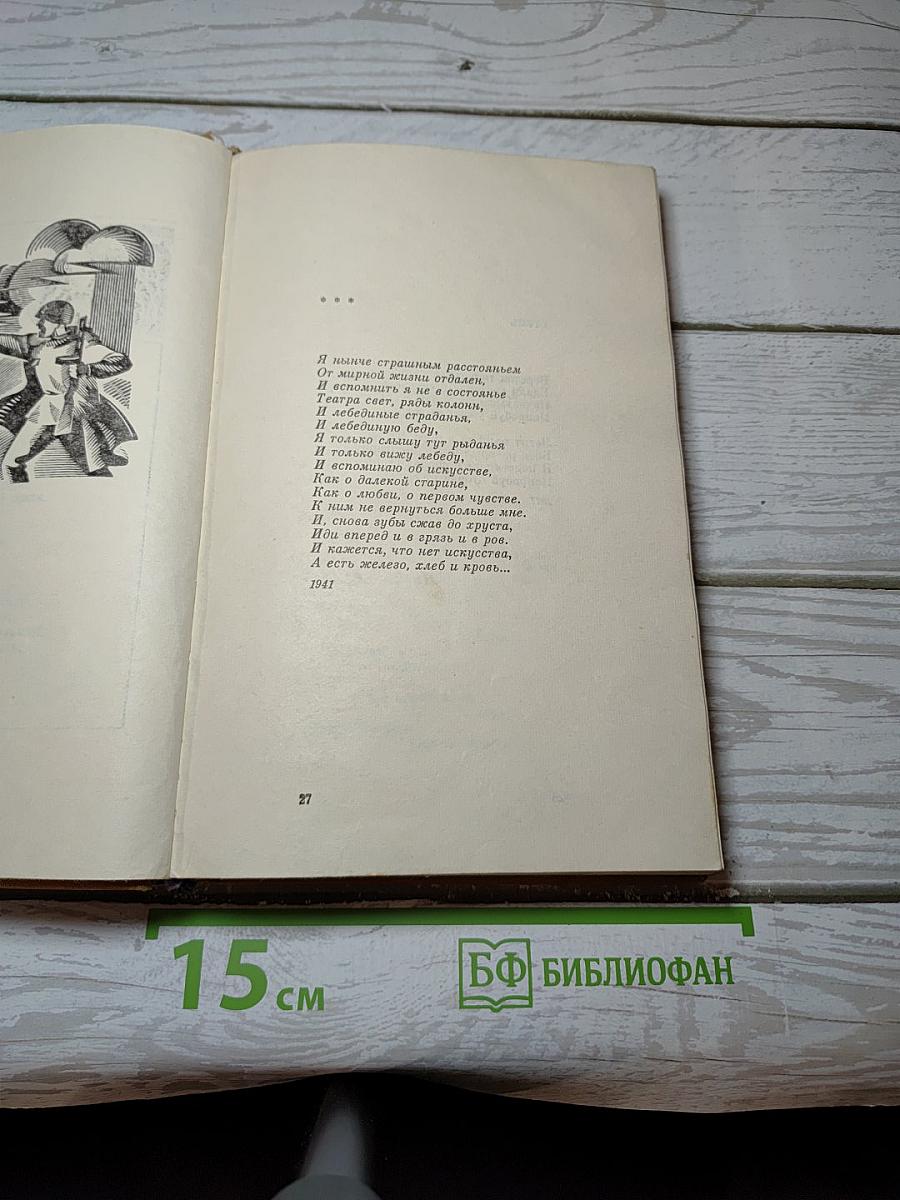 * * *
Я нынче страшным расстояньем
От мирной жизни отдален,
И вспомнить я не в состоянье
Театра свет, ряды колонн,
И лебединые страданья,
И лебединую беду,
Я только слышу тут рыданья
И только вижу лебеду,
И вспоминаю об искусстве,
Как о далекой старине,
Как о любви, о первом чувстве.
К ним не вернуться больше мне.
И, снова зубы сжав до хруста,
Иди вперед и в грязь и в ров.
И кажется, что нет искусства,
А есть железо, хлеб и кровь...
1941
27
15 см
БФ БИБЛИОФАН